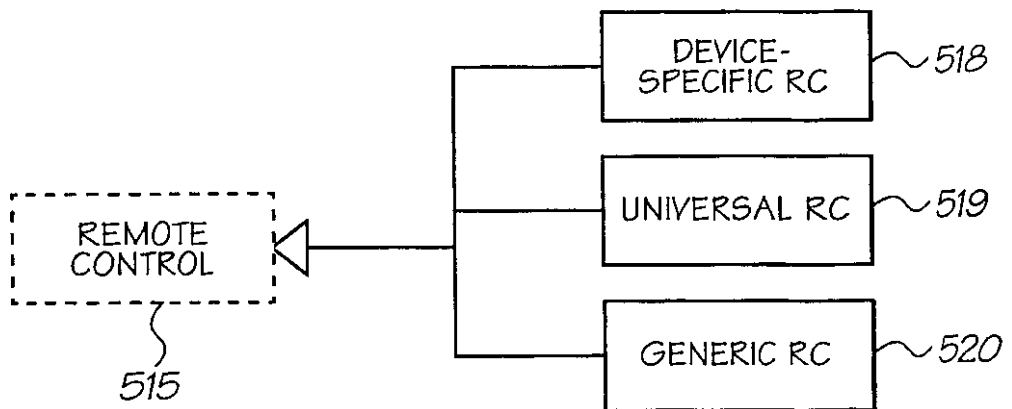 DEVICE-
SPECIFIC RC
518
UNIVERSAL RC
519
REMOTE
CONTROL
515
GENERIC RC
520